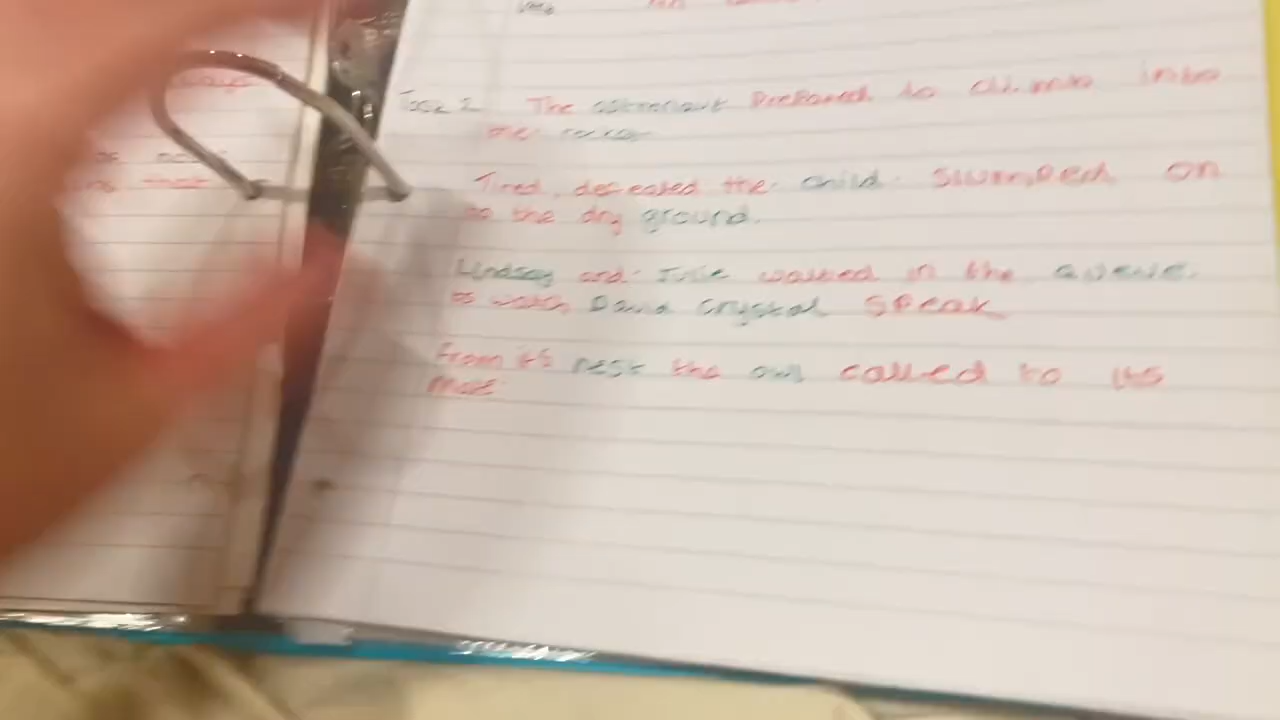 Task 2 The astronaut prepared to climb into
the rocket
Tired, defeated the child slumped on
to the dry ground.
Lindsay and Julie waited in the queue
to watch David Crystal speak
From its nest the owl called to its
mate